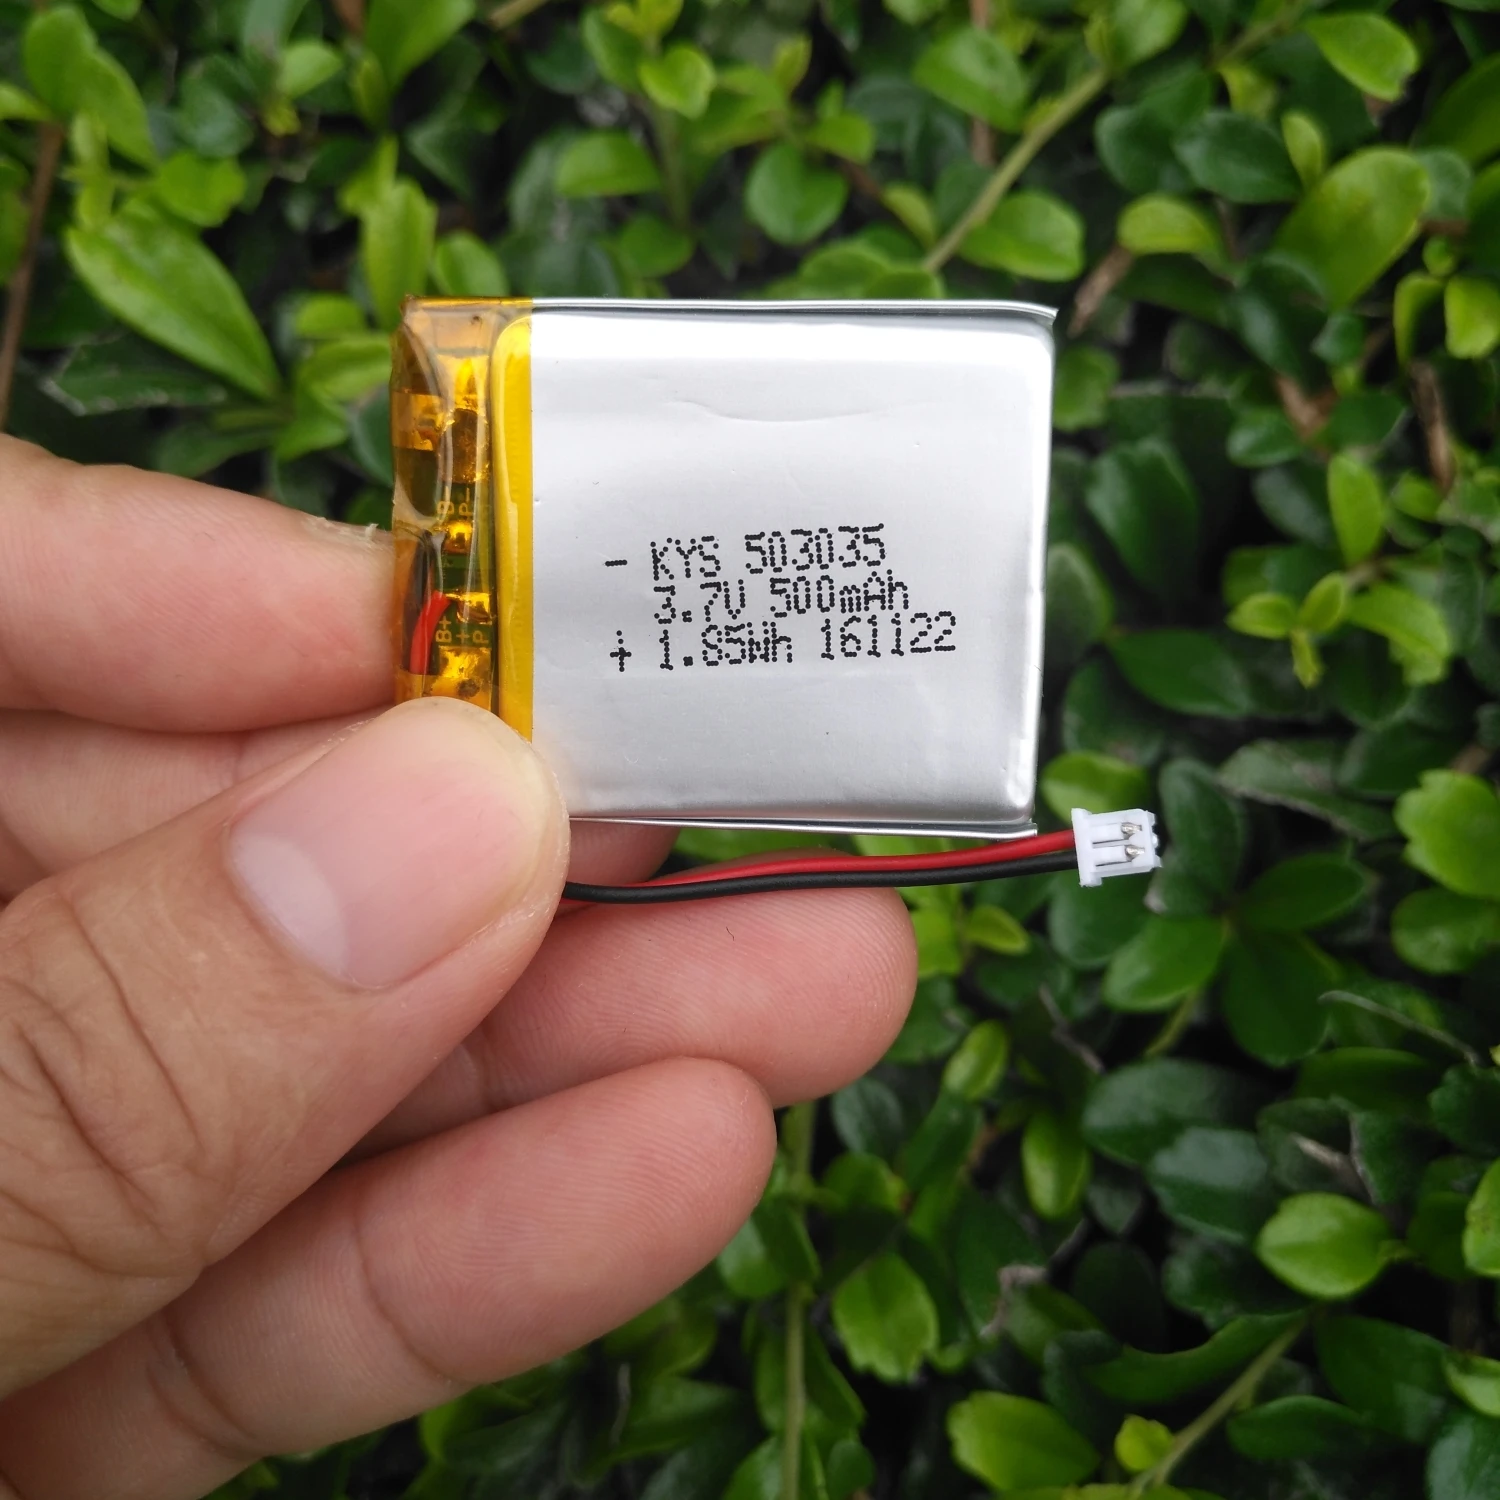 - KYS 503035
3.7V 500mAh
+ 1.85Wh 161122
B- P-
B+ P+